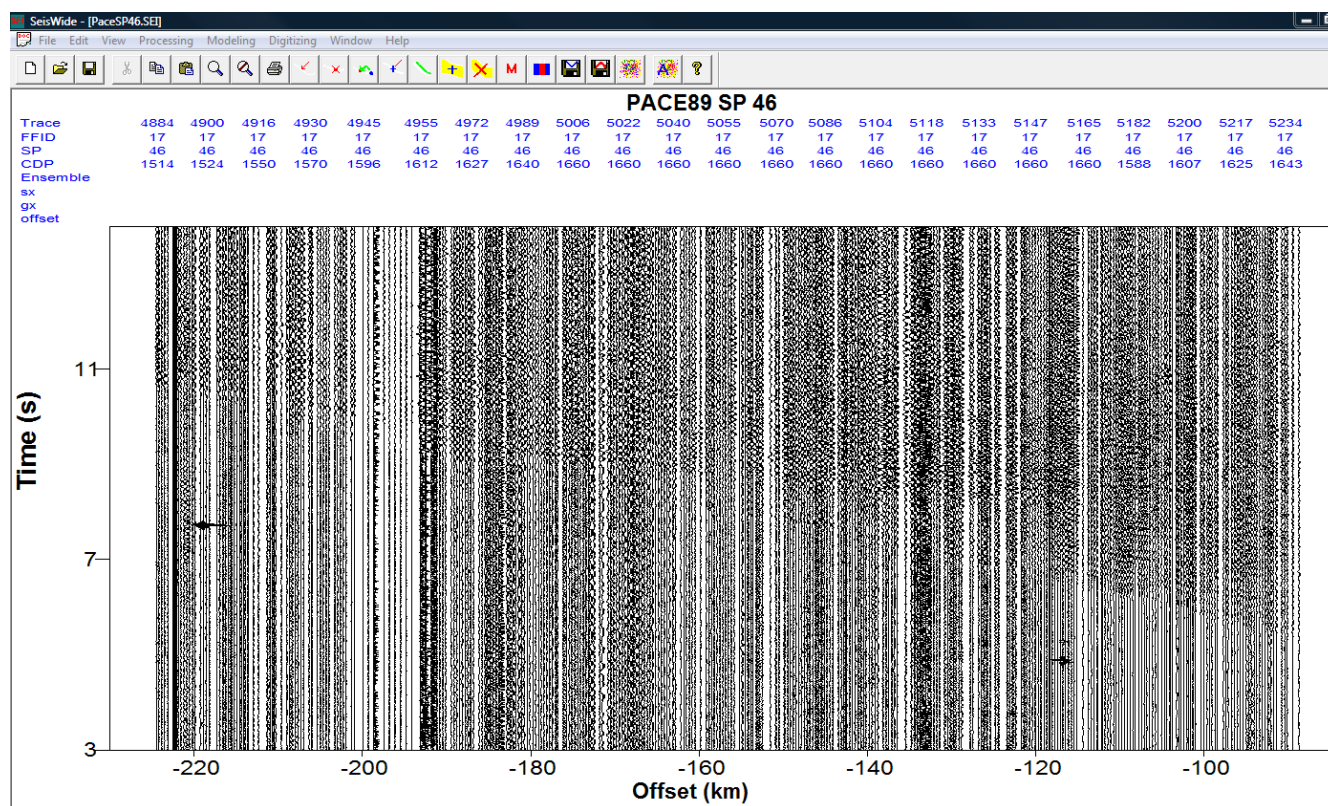 SeisWide - [PaceSP46.SEI]
File Edit View Processing Modeling Digitizing Window Help
PACE89 SP 46
Trace 4884 4900 4916 4930 4945 4955 4972 4989 5006 5022 5040 5055 5070 5086 5104 5118 5133 5147 5165 5182 5200 5217 5234
FFID 17 17 17 17 17 17 17 17 17 17 17 17 17 17 17 17 17 17 17 17 17 17 17
SP 46 46 46 46 46 46 46 46 46 46 46 46 46 46 46 46 46 46 46 46 46 46 46
CDP 1514 1524 1550 1570 1596 1612 1627 1640 1660 1660 1660 1660 1660 1660 1660 1660 1660 1660 1660 1588 1607 1625 1643
Ensemble
sx
gx
offset
11
Time (s)
7
3
-220 -200 -180 -160 -140 -120 -100
Offset (km)